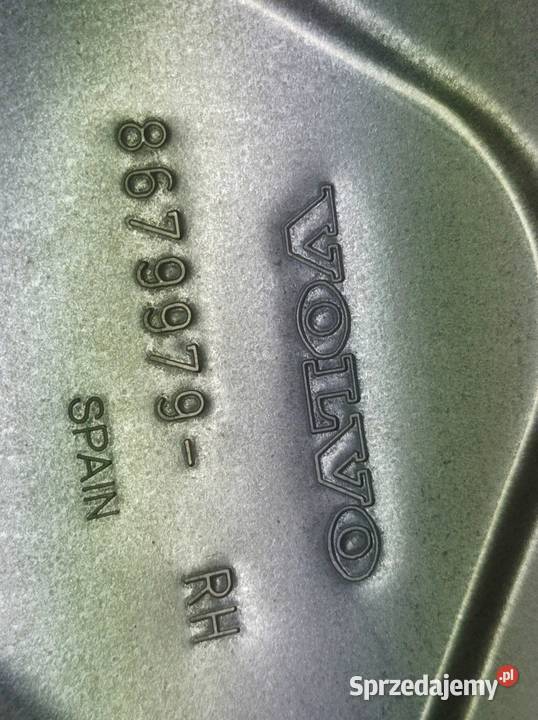 VOLVO
8679979- RH
SPAIN
Sprzedajemy.pl